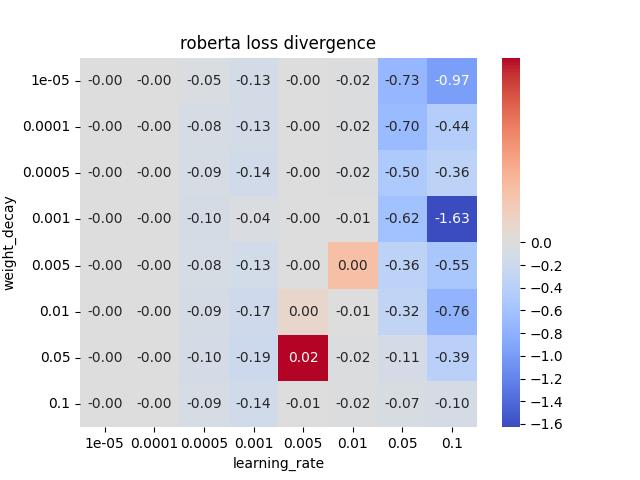 roberta loss divergence
weight_decay
1e-05 -0.00 -0.00 -0.05 -0.13 -0.00 -0.02 -0.73 -0.97
0.0001 -0.00 -0.00 -0.08 -0.13 -0.00 -0.02 -0.70 -0.44
0.0005 -0.00 -0.00 -0.09 -0.14 -0.00 -0.02 -0.50 -0.36
0.001 -0.00 -0.00 -0.10 -0.04 -0.00 -0.01 -0.62 -1.63
0.005 -0.00 -0.00 -0.08 -0.13 -0.00 0.00 -0.36 -0.55
0.01 -0.00 -0.00 -0.09 -0.17 0.00 -0.01 -0.32 -0.76
0.05 -0.00 -0.00 -0.10 -0.19 0.02 -0.02 -0.11 -0.39
0.1 -0.00 -0.00 -0.09 -0.14 -0.01 -0.02 -0.07 -0.10
1e-05 0.0001 0.0005 0.001 0.005 0.01 0.05 0.1
learning_rate
0.0
−0.2
−0.4
−0.6
−0.8
−1.0
−1.2
−1.4
−1.6